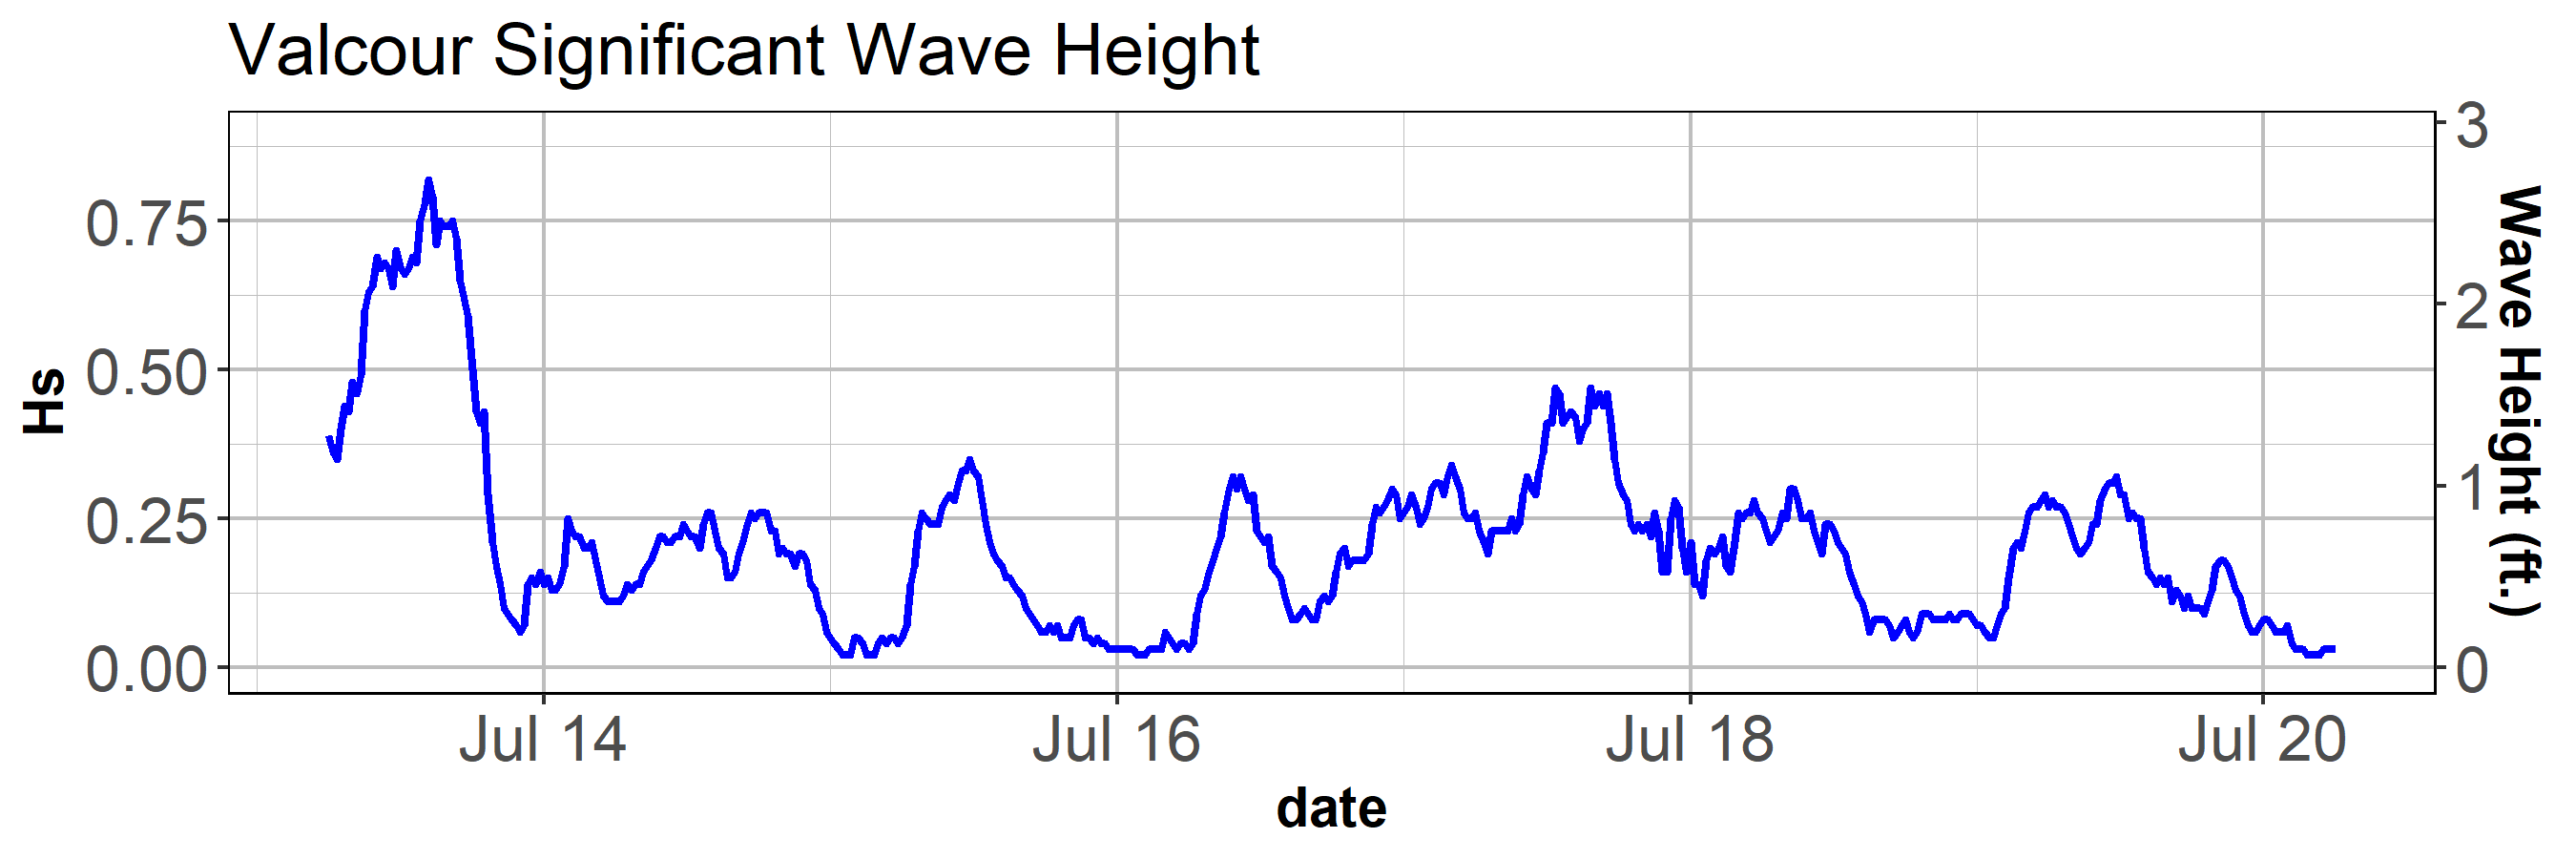 Valcour Significant Wave Height
Hs
0.75
0.50
0.25
0.00
3
2
1
0
Wave Height (ft.)
Jul 14
Jul 16
Jul 18
Jul 20
date